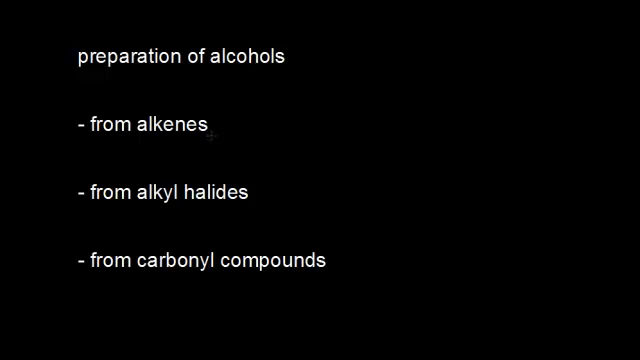 preparation of alcohols
- from alkenes
- from alkyl halides
- from carbonyl compounds